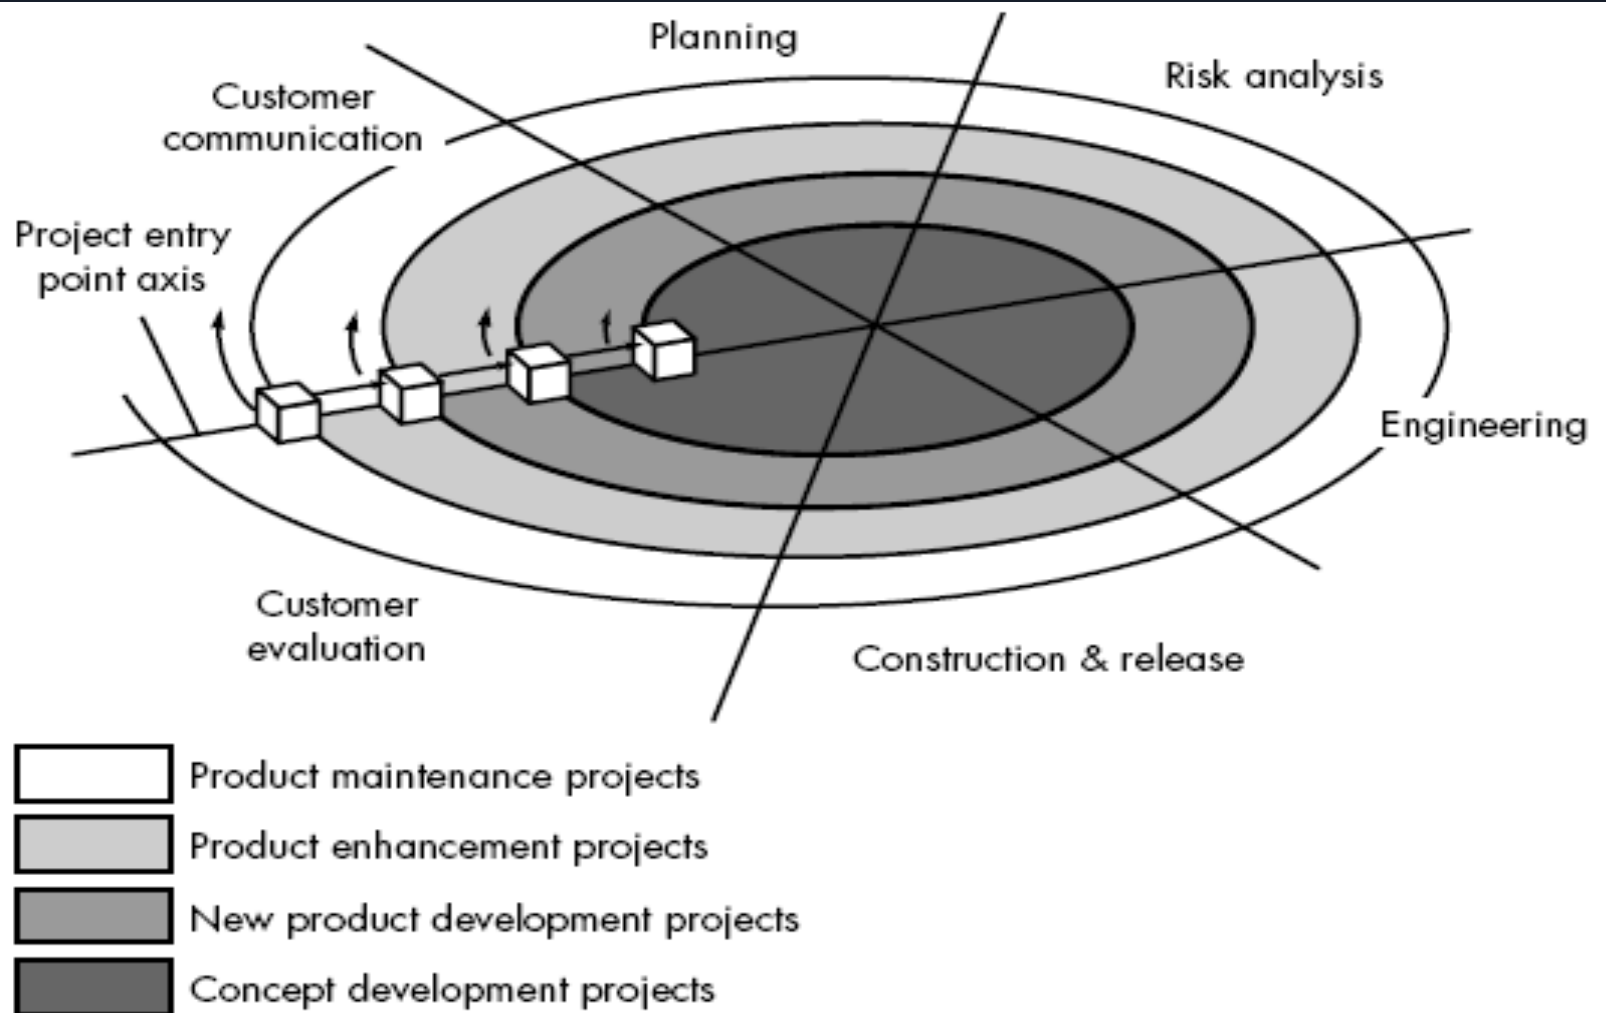 Planning
Risk analysis
Customer
communication
Project entry
point axis
Engineering
Customer
evaluation
Construction & release
Product maintenance projects
Product enhancement projects
New product development projects
Concept development projects